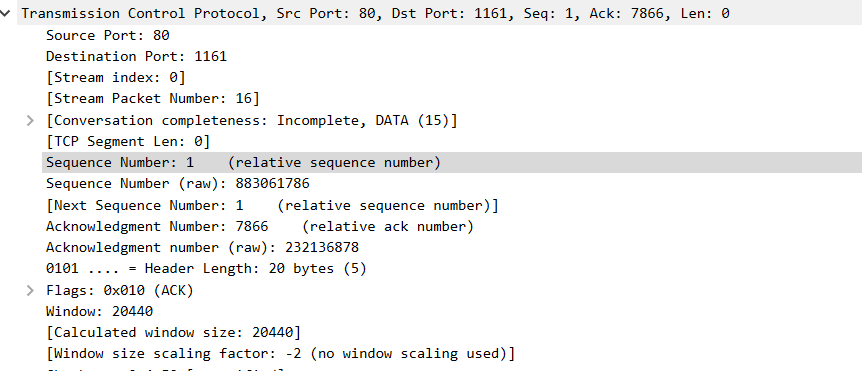 Transmission Control Protocol, Src Port: 80, Dst Port: 1161, Seq: 1, Ack: 7866, Len: 0
Source Port: 80
Destination Port: 1161
[Stream index: 0]
[Stream Packet Number: 16]
[Conversation completeness: Incomplete, DATA (15)]
[TCP Segment Len: 0]
Sequence Number: 1    (relative sequence number)
Sequence Number (raw): 883061786
[Next Sequence Number: 1    (relative sequence number)]
Acknowledgment Number: 7866    (relative ack number)
Acknowledgment number (raw): 232136878
0101 .... = Header Length: 20 bytes (5)
Flags: 0x010 (ACK)
Window: 20440
[Calculated window size: 20440]
[Window size scaling factor: -2 (no window scaling used)]